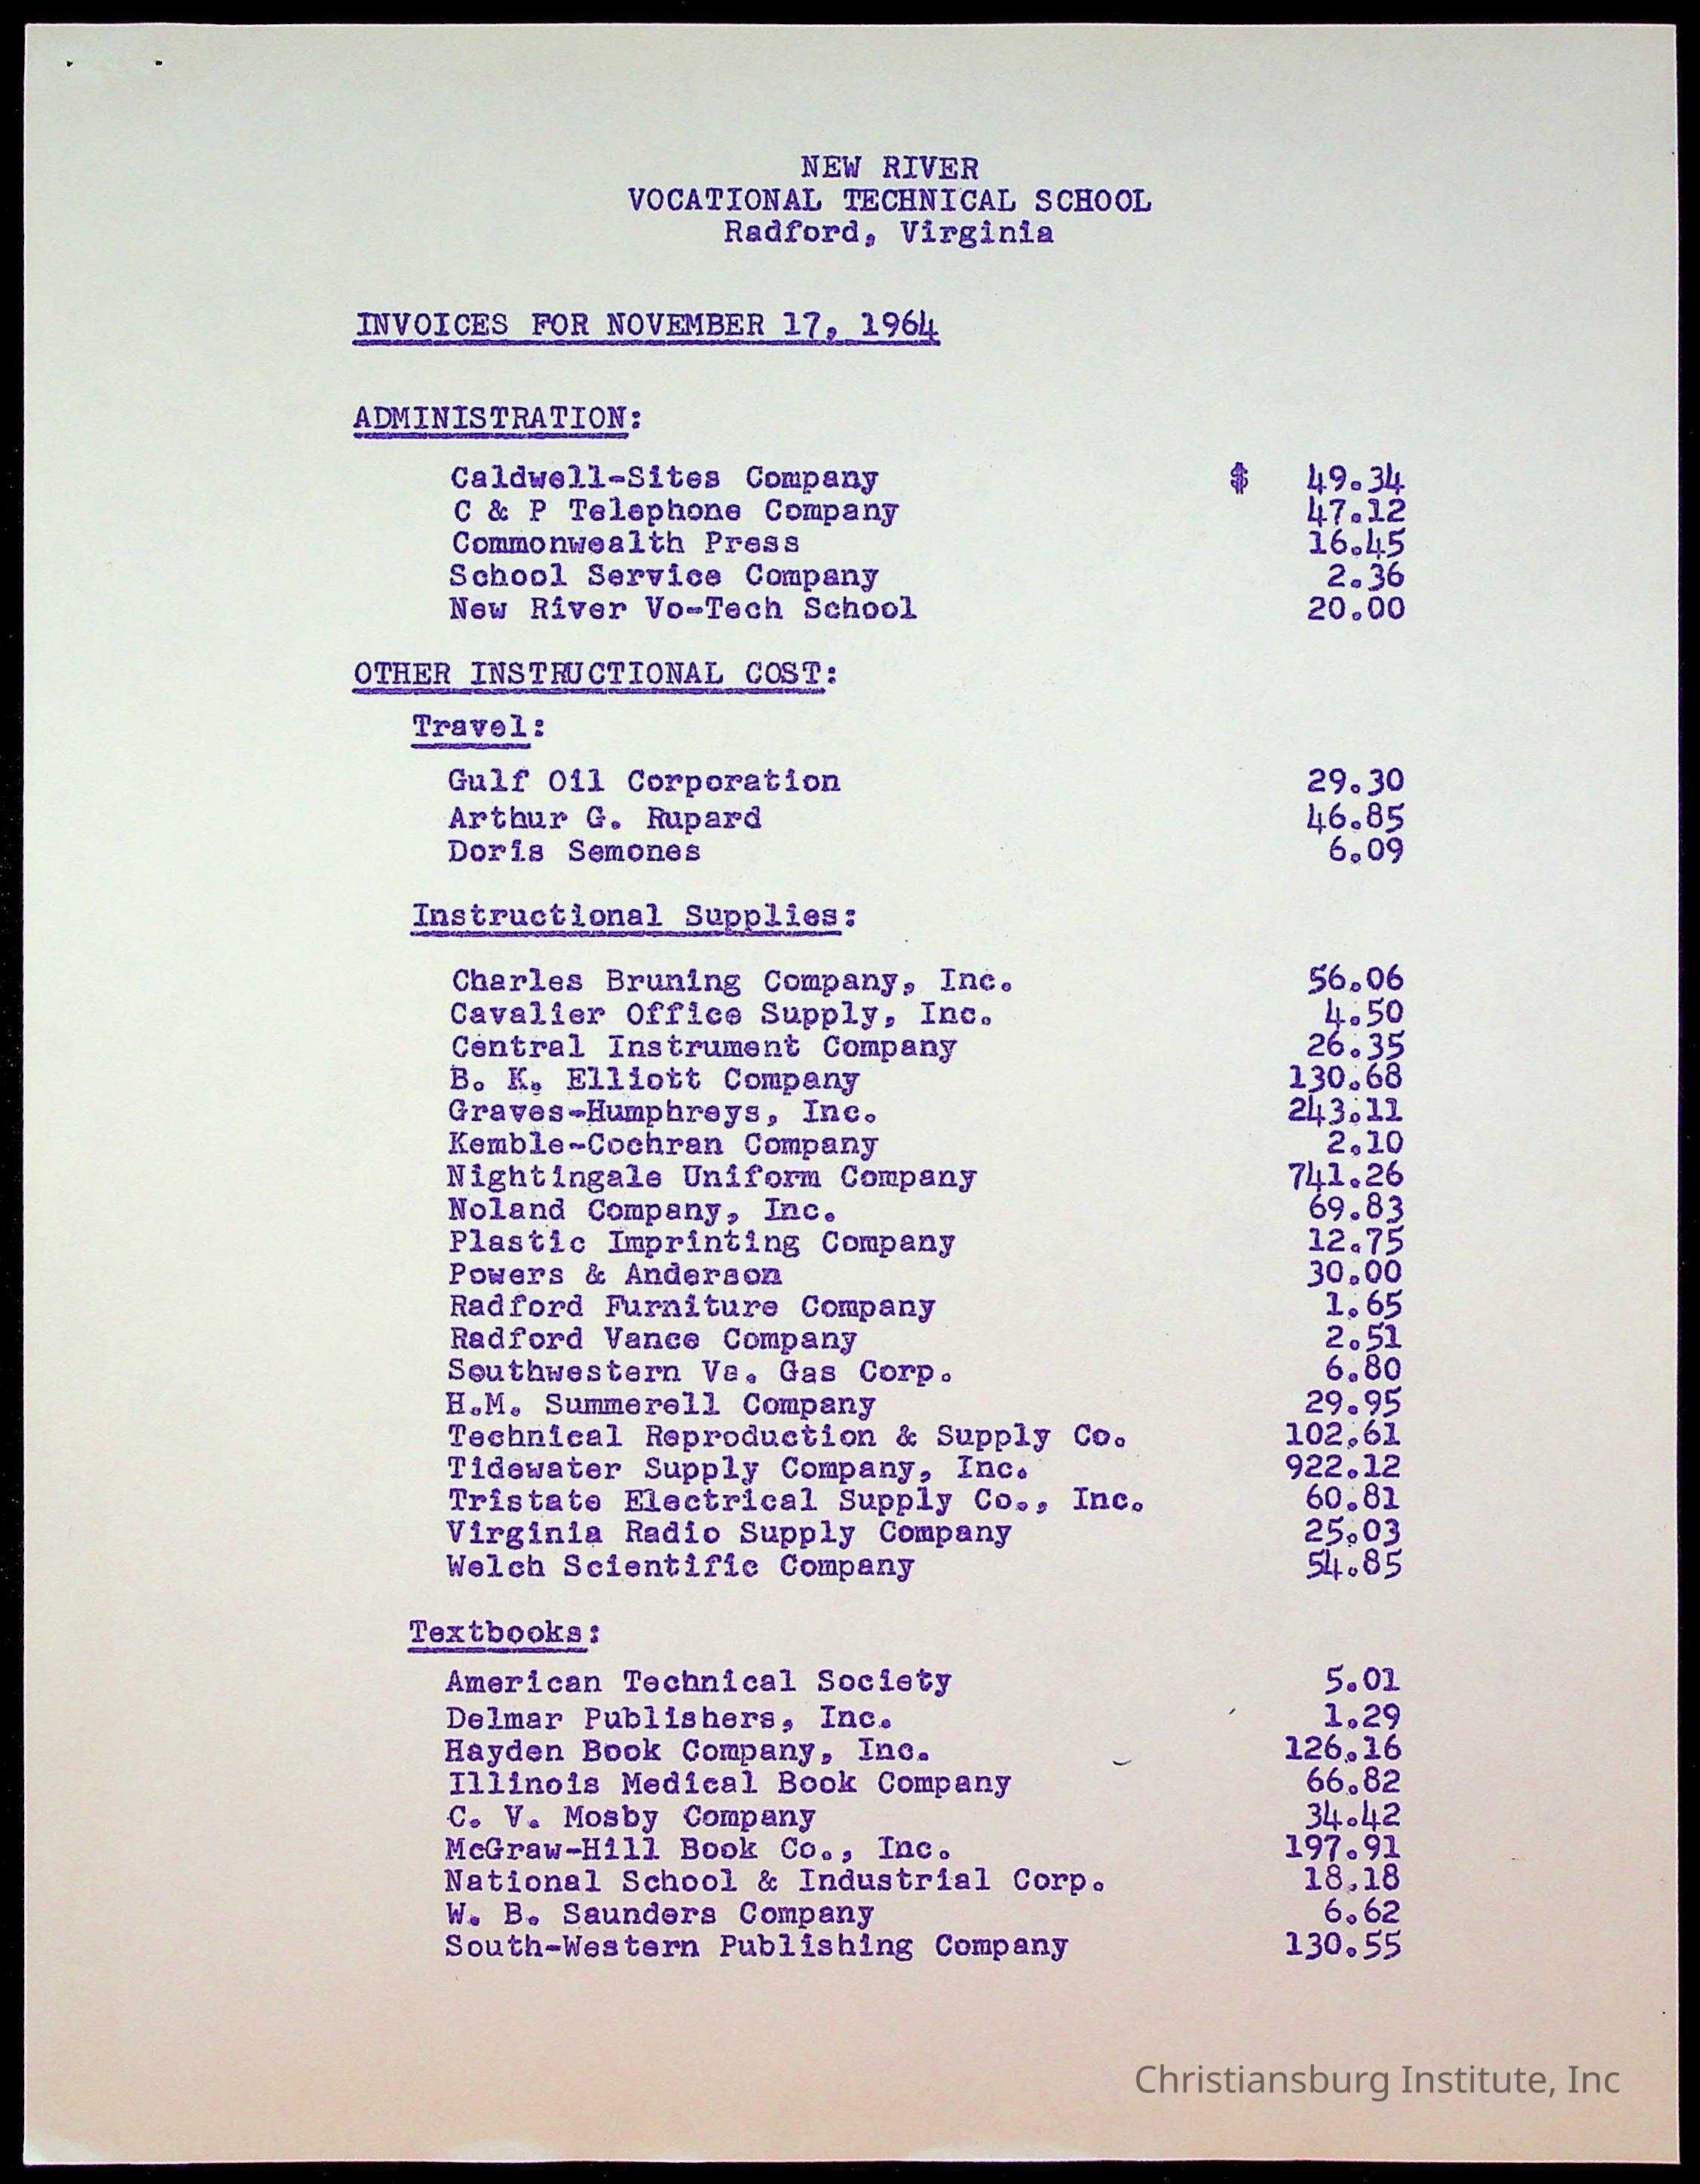 NEW RIVER
VOCATIONAL TECHNICAL SCHOOL
Radford, Virginia
INVOICES FOR NOVEMBER 17, 1964
ADMINISTRATION:
Caldwell-Sites Company $ 49.34
C & P Telephone Company 47.12
Commonwealth Press 16.45
School Service Company 2.36
New River Vo-Tech School 20.00
OTHER INSTRUCTIONAL COST:
Travel:
Gulf Oil Corporation 29.30
Arthur G. Rupard 46.85
Doris Semones 6.09
Instructional Supplies:
Charles Bruning Company, Inc. 56.06
Cavalier Office Supply, Inc. 4.50
Central Instrument Company 26.35
B. K. Elliott Company 130.68
Graves-Humphreys, Inc. 243.11
Kemble-Cochran Company 2.10
Nightingale Uniform Company 741.26
Noland Company, Inc. 69.83
Plastic Imprinting Company 12.75
Powers & Anderson 30.00
Radford Furniture Company 1.65
Radford Vance Company 2.51
Southwestern Va. Gas Corp. 6.80
H.M. Summerell Company 29.95
Technical Reproduction & Supply Co. 102.61
Tidewater Supply Company, Inc. 922.12
Tristate Electrical Supply Co., Inc. 60.81
Virginia Radio Supply Company 25.03
Welch Scientific Company 54.85
Textbooks:
American Technical Society 5.01
Delmar Publishers, Inc. 1.29
Hayden Book Company, Inc. 126.16
Illinois Medical Book Company 66.82
C. V. Mosby Company 34.42
McGraw-Hill Book Co., Inc. 197.91
National School & Industrial Corp. 18.18
W. B. Saunders Company 6.62
South-Western Publishing Company 130.55
Christiansburg Institute, Inc